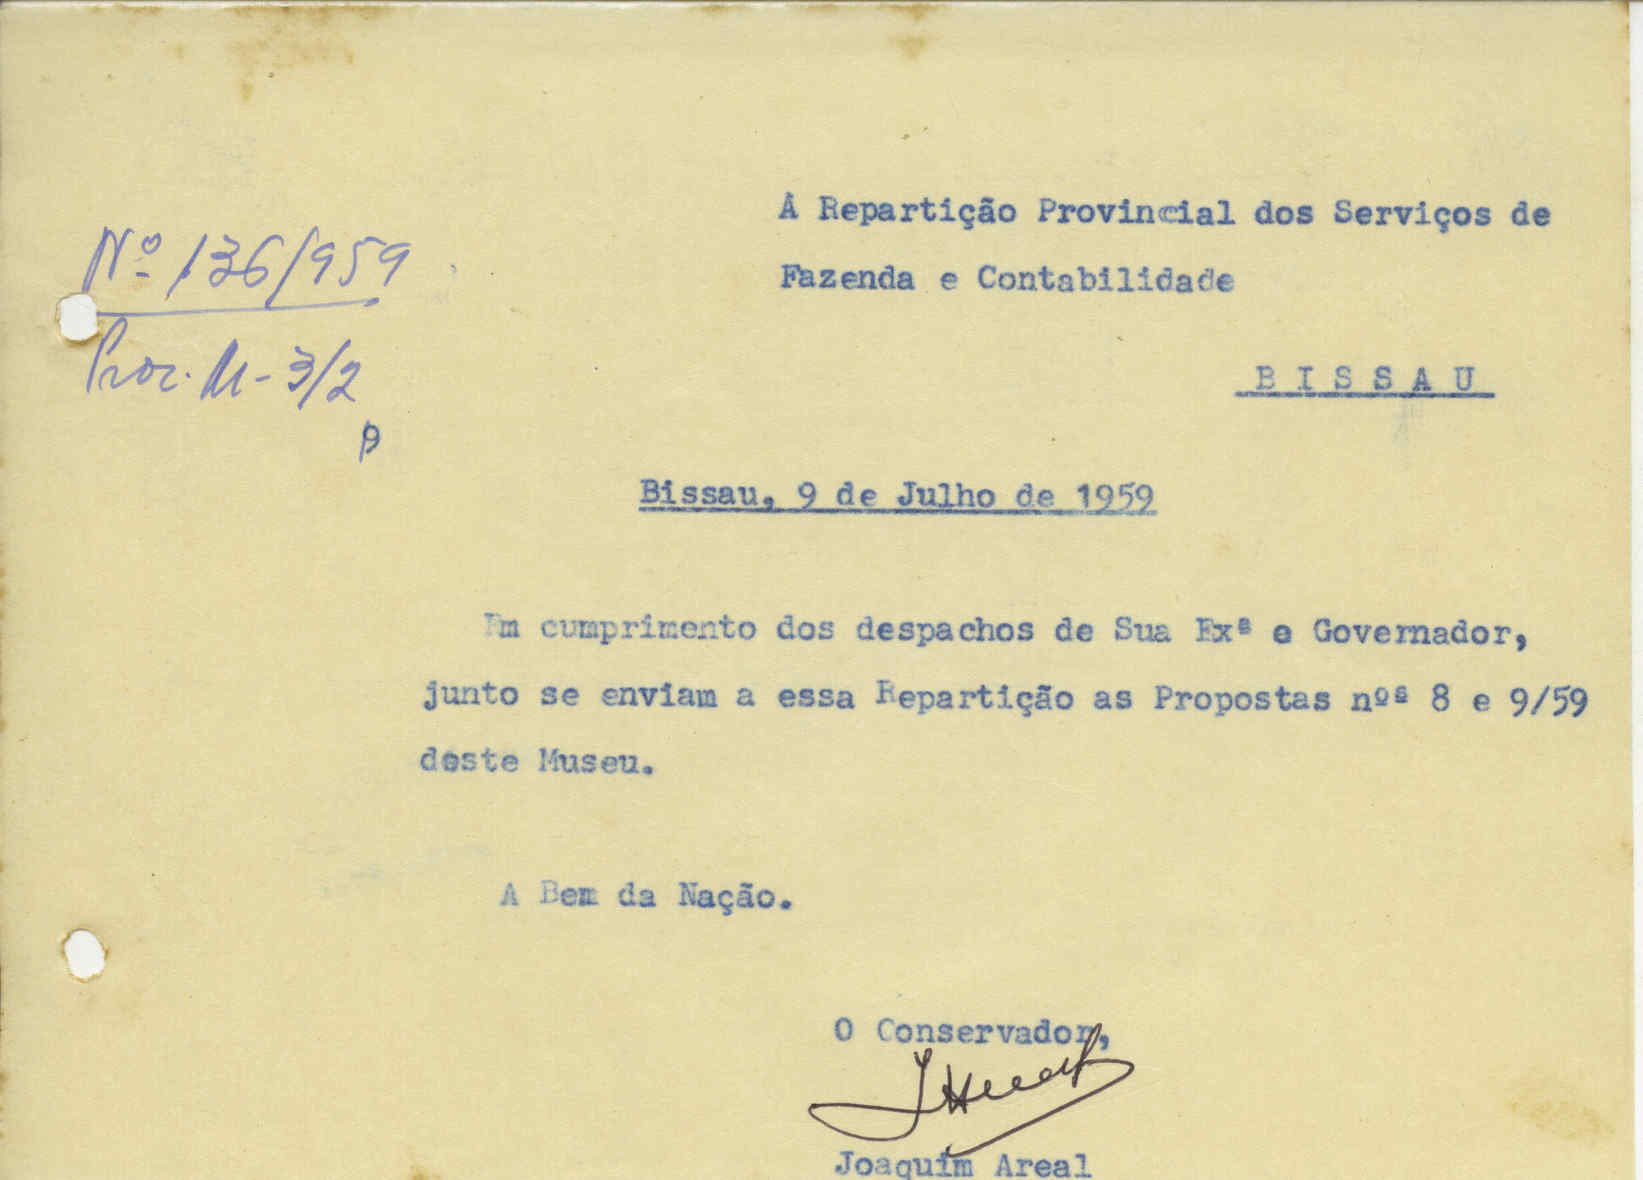 À Repartição Provincial dos Serviços de
Fazenda e Contabilidade
BISSAU
Nº 136/959
Proc. M-3/2
Bissau, 9 de Julho de 1959
Em cumprimento dos despachos de Sua Exª o Governador,
junto se enviam a essa Repartição as Propostas nºs 8 e 9/59
deste Museu.
A Bem da Nação.
O Conservador,
Joaquim Areal